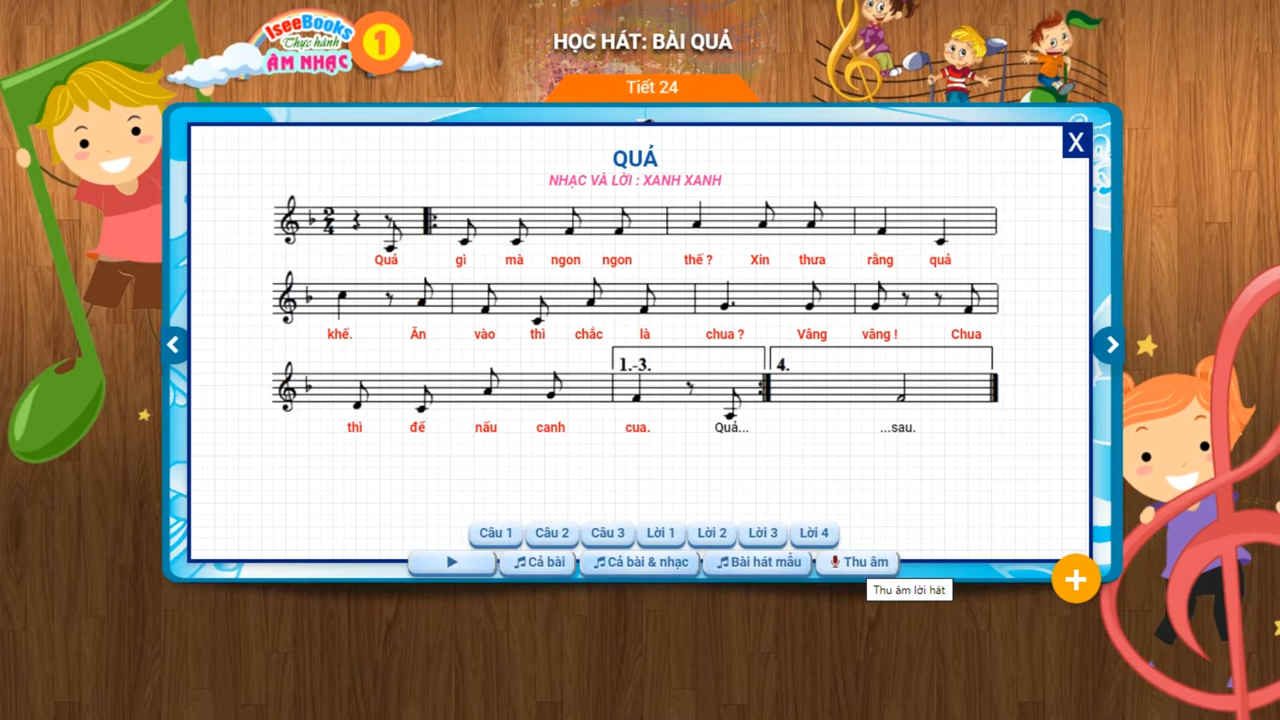 IseeBooks
Thực hành
ÂM NHẠC
1
HỌC HÁT: BÀI QUẢ
Tiết 24
X
QUẢ
NHẠC VÀ LỜI : XANH XANH
2
4
Quả gì mà ngon ngon thế ? Xin thưa rằng quả
khế. Ăn vào thì chắc là chua ? Vâng vâng ! Chua
1.-3. 4.
thì để nấu canh cua. Quả... ...sau.
Câu 1 Câu 2 Câu 3 Lời 1 Lời 2 Lời 3 Lời 4
Cả bài Cả bài & nhạc Bài hát mẫu Thu âm
Thu âm lời hát